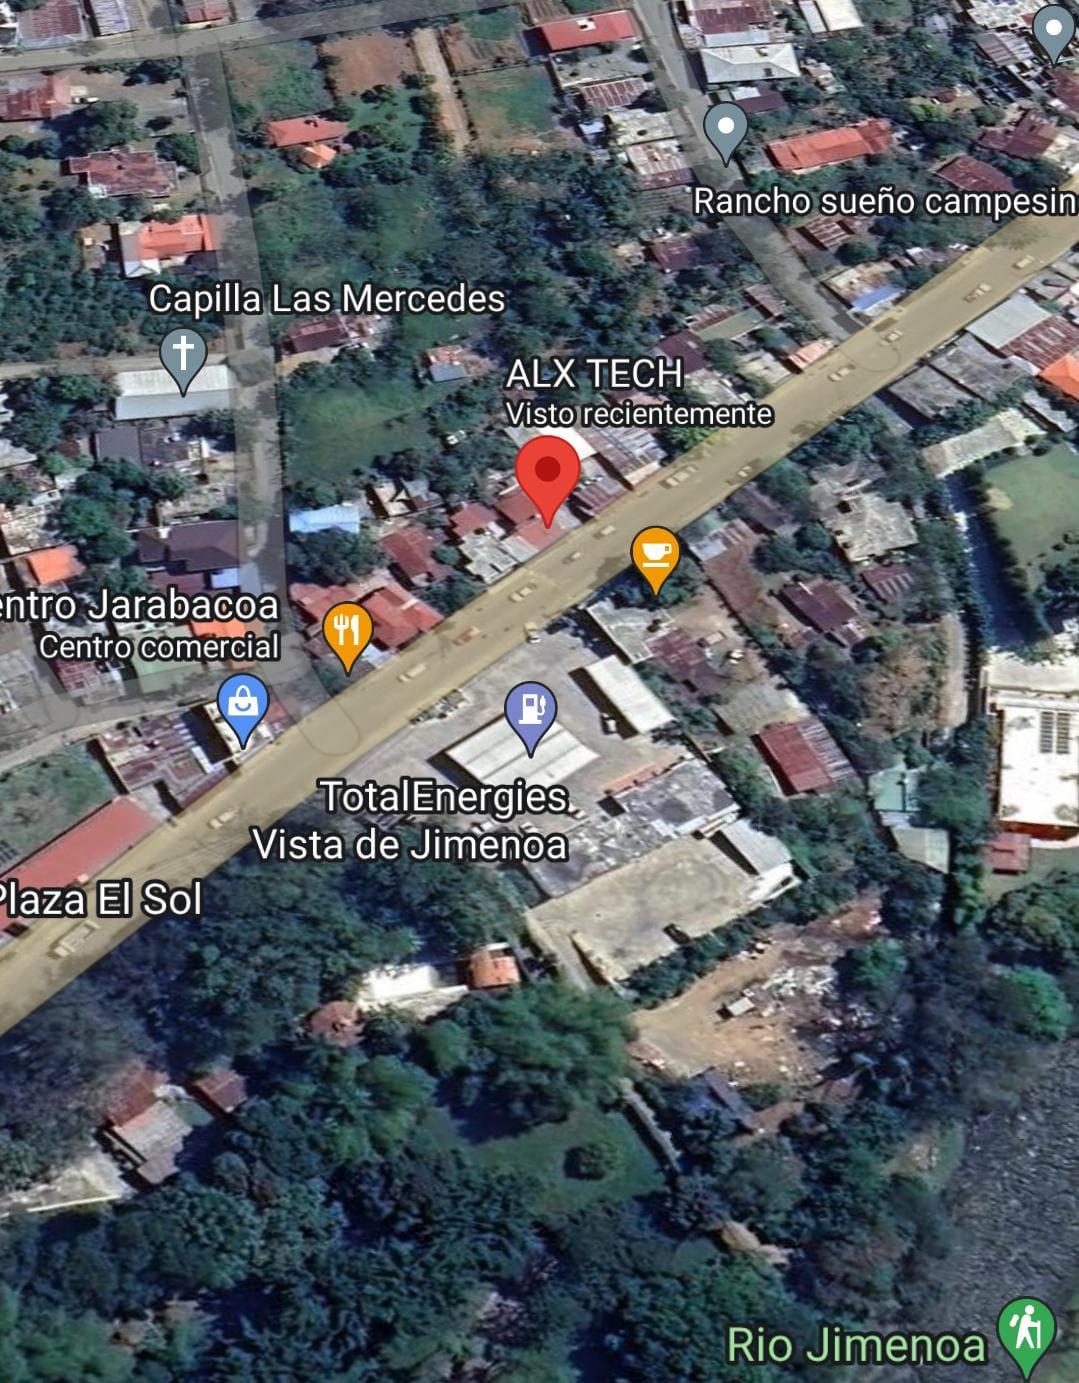 Rancho sueño campesin
Capilla Las Mercedes
ALX TECH
Visto recientemente
entro Jarabacoa
Centro comercial
TotalEnergies
Vista de Jimenoa
Plaza El Sol
Rio Jimenoa